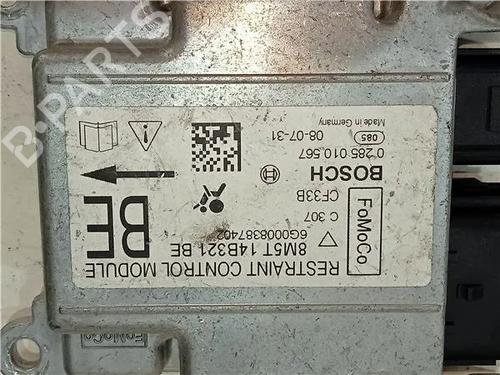 RESTRAINT CONTROL MODULE
8M5T 14B321 BE
6G0008387402
FoMoCo
C 307
CF33B
BE
BOSCH
0 285 010 567
085
08-07-31
Made in Germany
FoMoCo
B-PARTS